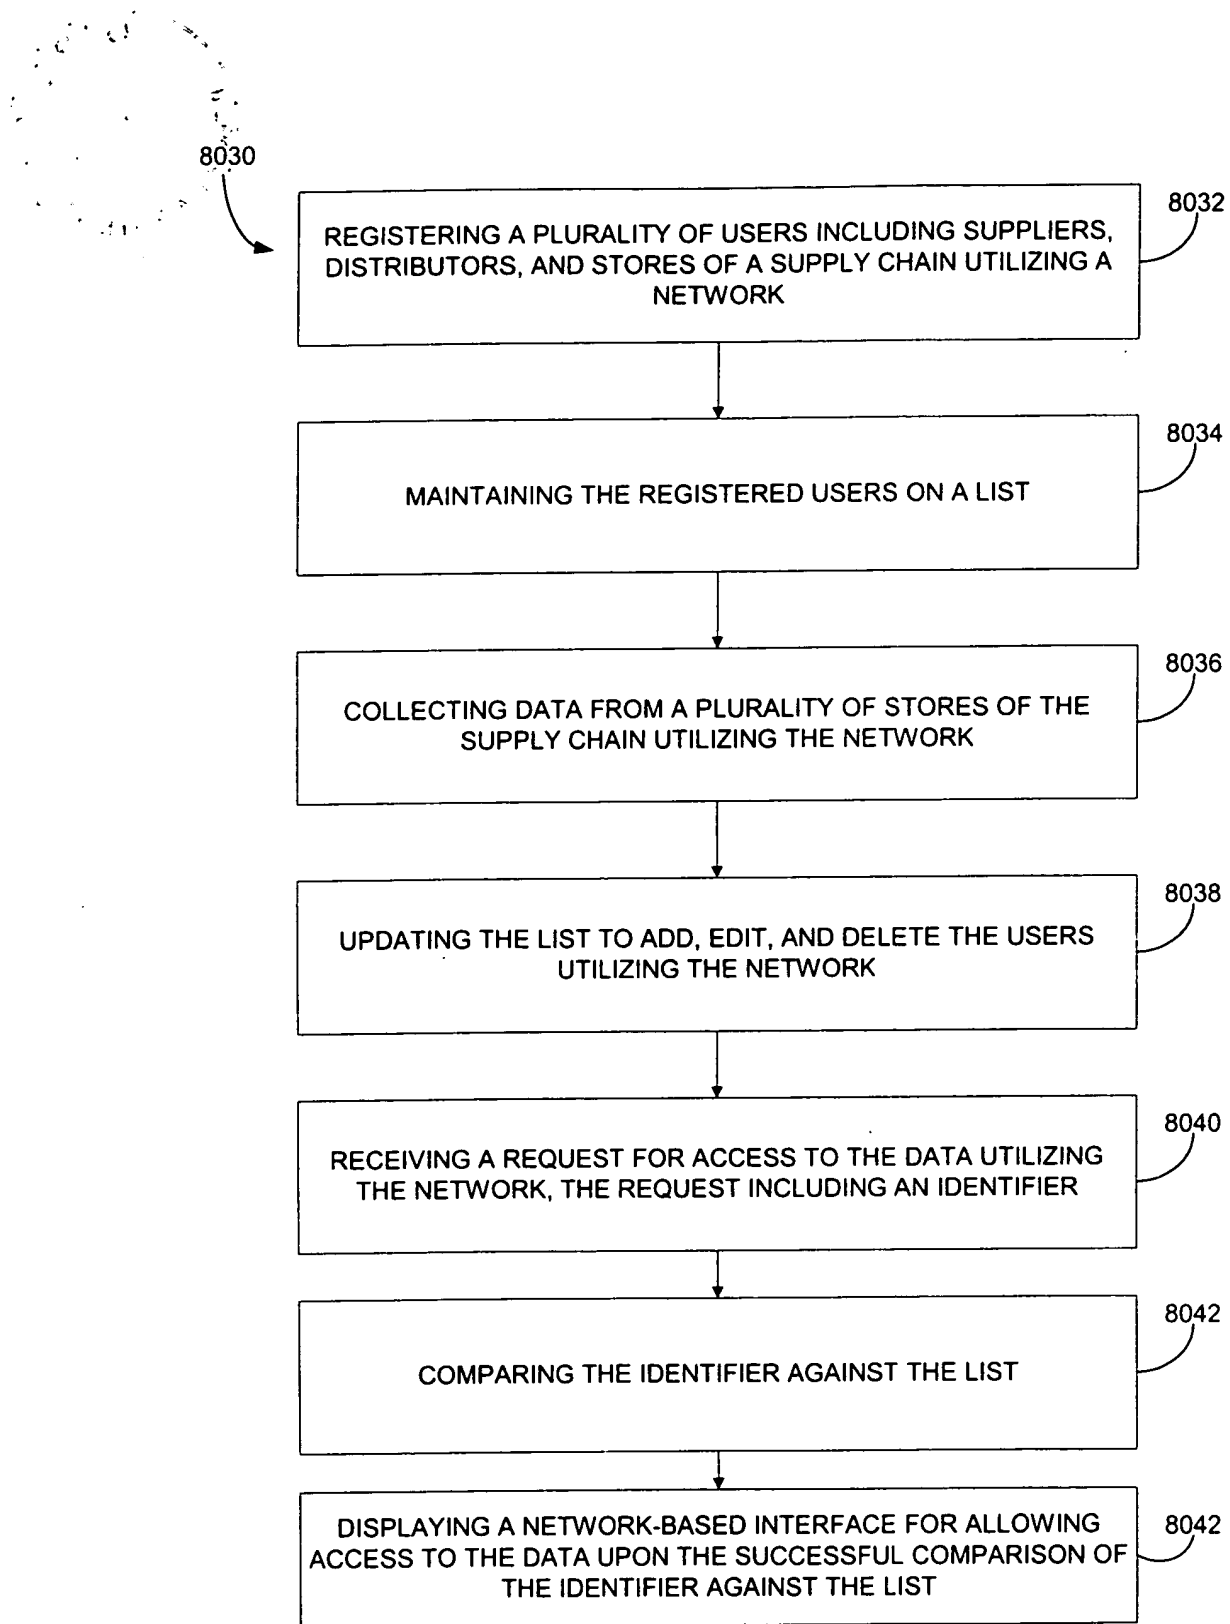 8030
8032
REGISTERING A PLURALITY OF USERS INCLUDING SUPPLIERS,
DISTRIBUTORS, AND STORES OF A SUPPLY CHAIN UTILIZING A
NETWORK
8034
MAINTAINING THE REGISTERED USERS ON A LIST
8036
COLLECTING DATA FROM A PLURALITY OF STORES OF THE
SUPPLY CHAIN UTILIZING THE NETWORK
8038
UPDATING THE LIST TO ADD, EDIT, AND DELETE THE USERS
UTILIZING THE NETWORK
8040
RECEIVING A REQUEST FOR ACCESS TO THE DATA UTILIZING
THE NETWORK, THE REQUEST INCLUDING AN IDENTIFIER
8042
COMPARING THE IDENTIFIER AGAINST THE LIST
8042
DISPLAYING A NETWORK-BASED INTERFACE FOR ALLOWING
ACCESS TO THE DATA UPON THE SUCCESSFUL COMPARISON OF
THE IDENTIFIER AGAINST THE LIST